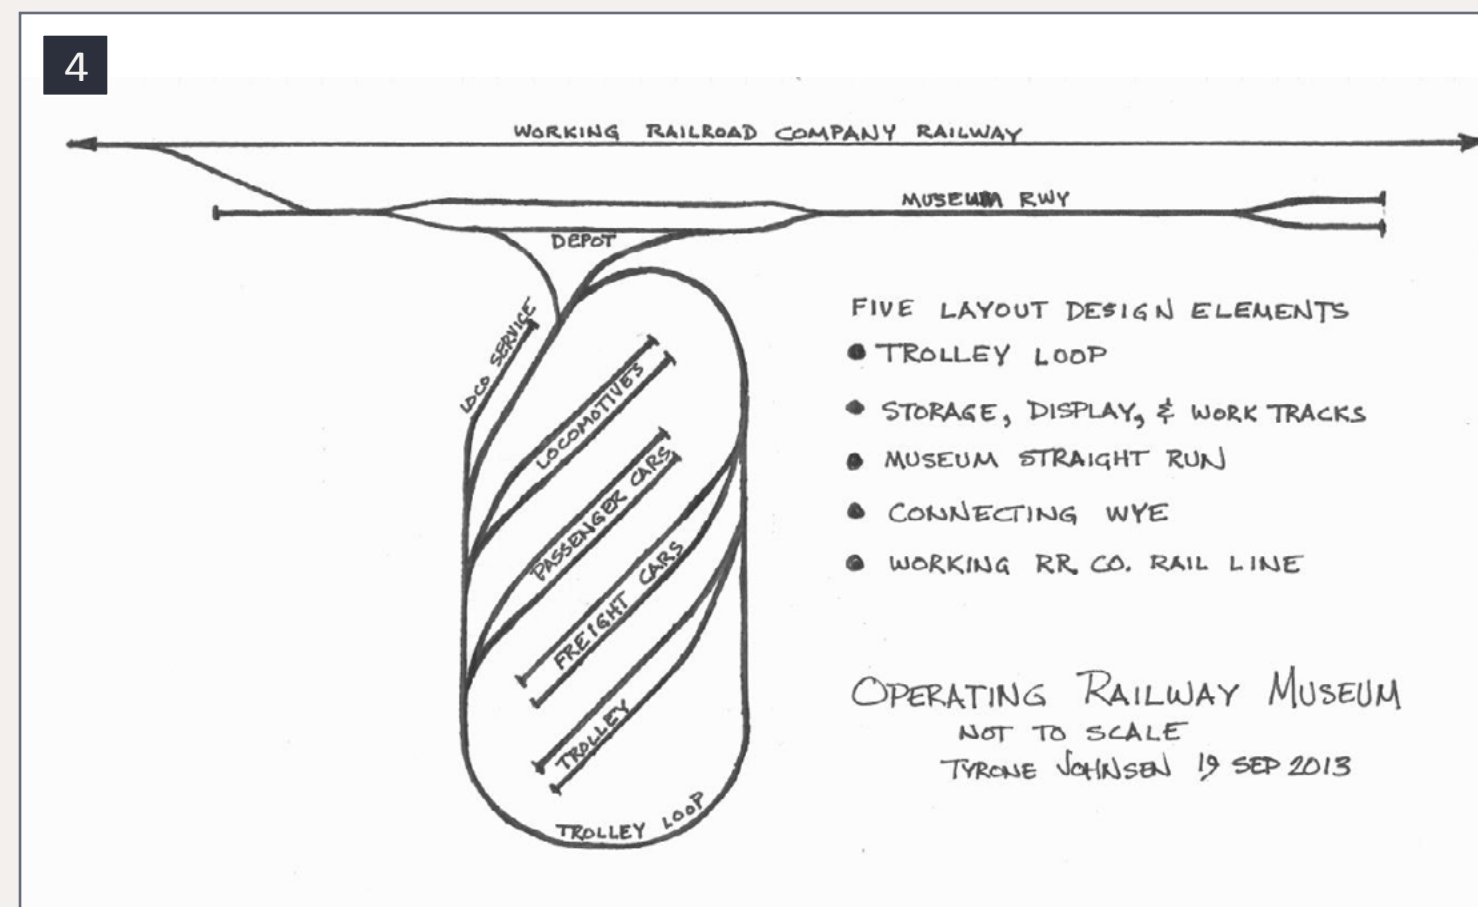 4
WORKING RAILROAD COMPANY RAILWAY
MUSEUM RWY
DEPOT
LOCO SERVICE
LOCOMOTIVES
PASSENGER CARS
FREIGHT CARS
TROLLEY
TROLLEY LOOP
FIVE LAYOUT DESIGN ELEMENTS
● TROLLEY LOOP
● STORAGE, DISPLAY, & WORK TRACKS
● MUSEUM STRAIGHT RUN
● CONNECTING WYE
● WORKING RR. CO. RAIL LINE
OPERATING RAILWAY MUSEUM
NOT TO SCALE
TYRONE JOHNSEN 19 SEP 2013